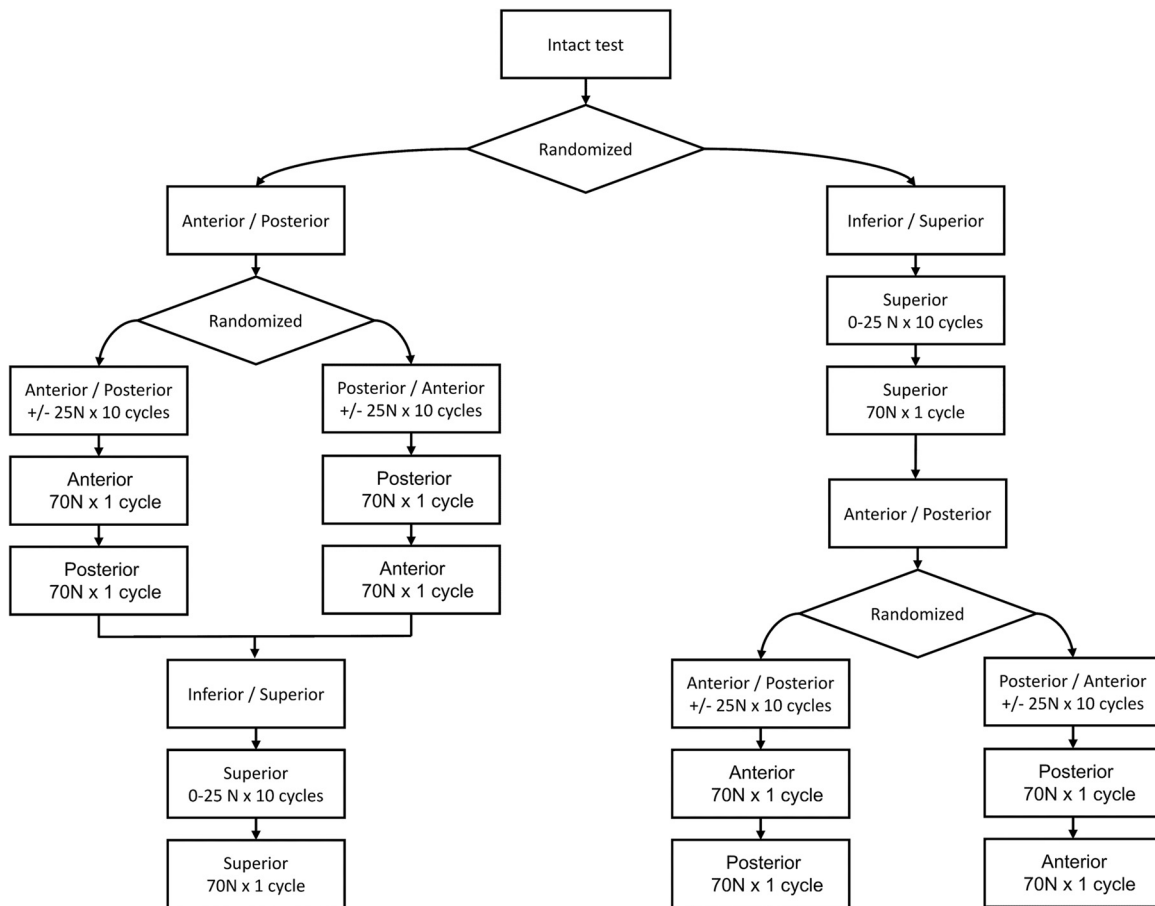 Intact test
Randomized
Anterior / Posterior
Randomized
Anterior / Posterior
+/- 25N x 10 cycles
Anterior
70N x 1 cycle
Posterior
70N x 1 cycle
Posterior / Anterior
+/- 25N x 10 cycles
Posterior
70N x 1 cycle
Anterior
70N x 1 cycle
Inferior / Superior
Superior
0-25 N x 10 cycles
Superior
70N x 1 cycle
Inferior / Superior
Superior
0-25 N x 10 cycles
Superior
70N x 1 cycle
Anterior / Posterior
Randomized
Anterior / Posterior
+/- 25N x 10 cycles
Anterior
70N x 1 cycle
Posterior
70N x 1 cycle
Posterior / Anterior
+/- 25N x 10 cycles
Posterior
70N x 1 cycle
Anterior
70N x 1 cycle